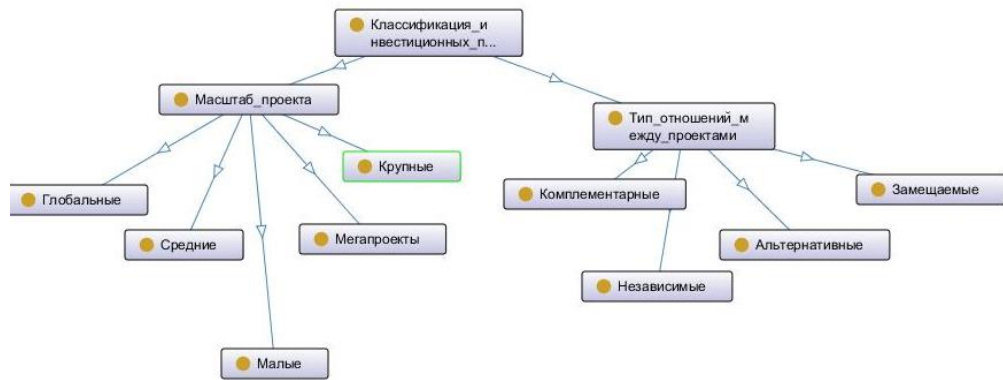 Классификация_и
нвестиционных_п...
Масштаб_проекта
Тип_отношений_м
ежду_проектами
Крупные
Глобальные
Комплементарные
Замещаемые
Средние
Мегапроекты
Альтернативные
Независимые
Малые